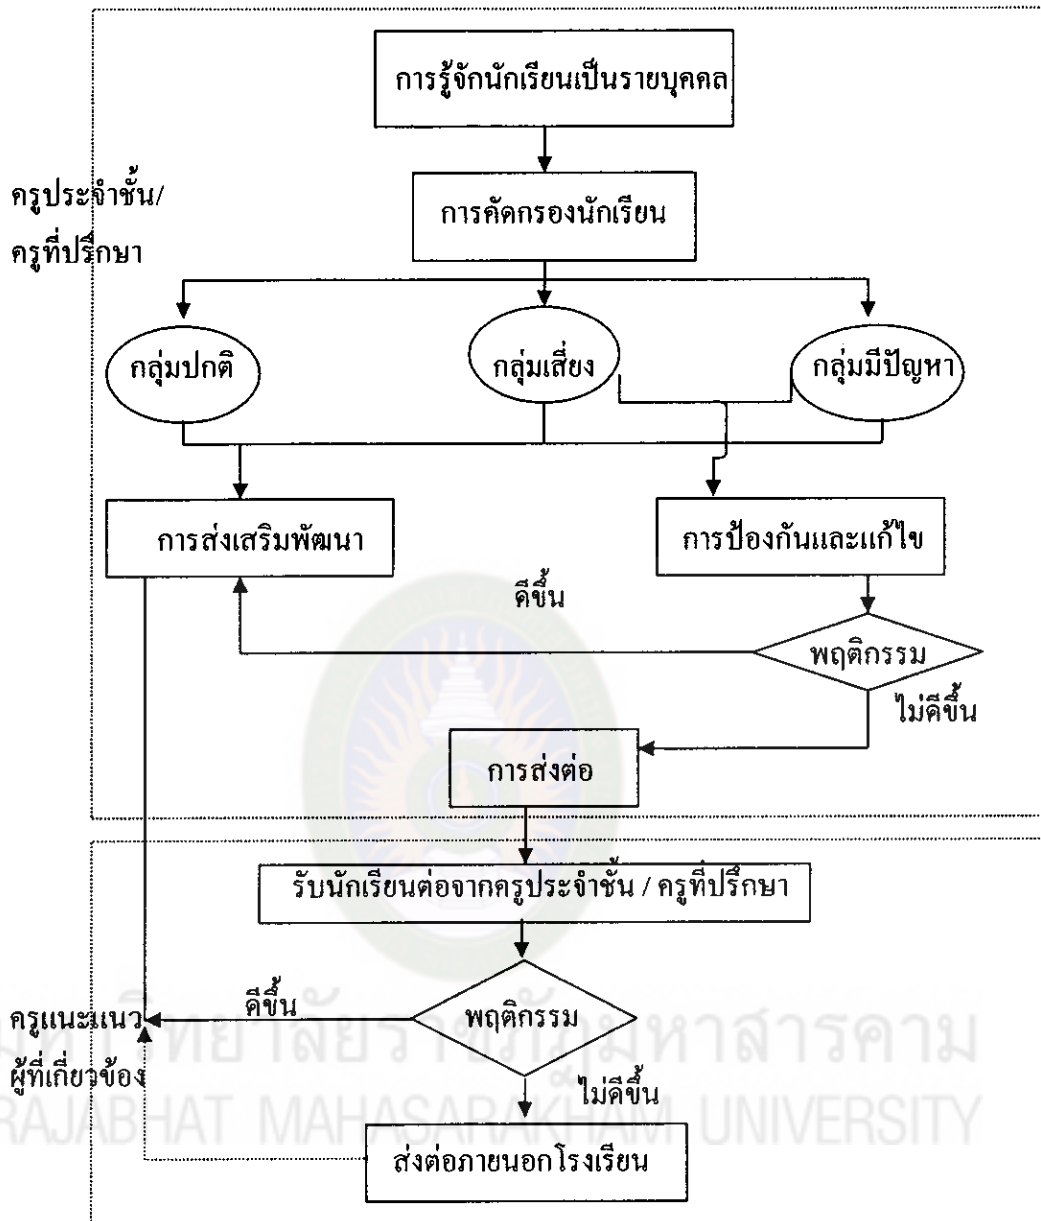 การรู้จักนักเรียนเป็นรายบุคคล
ครูประจำชั้น/
ครูที่ปรึกษา
การคัดกรองนักเรียน
กลุ่มปกติ
กลุ่มเสี่ยง
กลุ่มมีปัญหา
การส่งเสริมพัฒนา
การป้องกันและแก้ไข
ดีขึ้น
พฤติกรรม
ไม่ดีขึ้น
การส่งต่อ
รับนักเรียนต่อจากครูประจำชั้น / ครูที่ปรึกษา
ครูแนะแนว
ผู้ที่เกี่ยวข้อง
ดีขึ้น
พฤติกรรม
ไม่ดีขึ้น
ส่งต่อภายนอกโรงเรียน
มหาวิทยาลัยราชภัฏมหาสารคาม
RAJABHAT MAHASARAKHAM UNIVERSITY